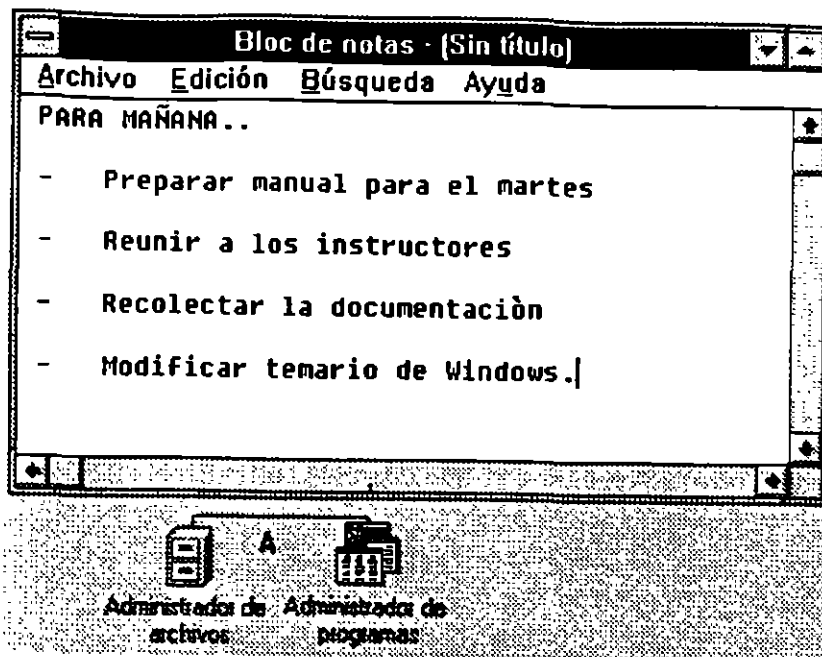 Bloc de notas - (Sin título)
Archivo Edición Búsqueda Ayuda
PARA MAÑANA..
- Preparar manual para el martes
- Reunir a los instructores
- Recolectar la documentaciòn
- Modificar temario de Windows.
A
Administrador de archivos
Administrador de programas